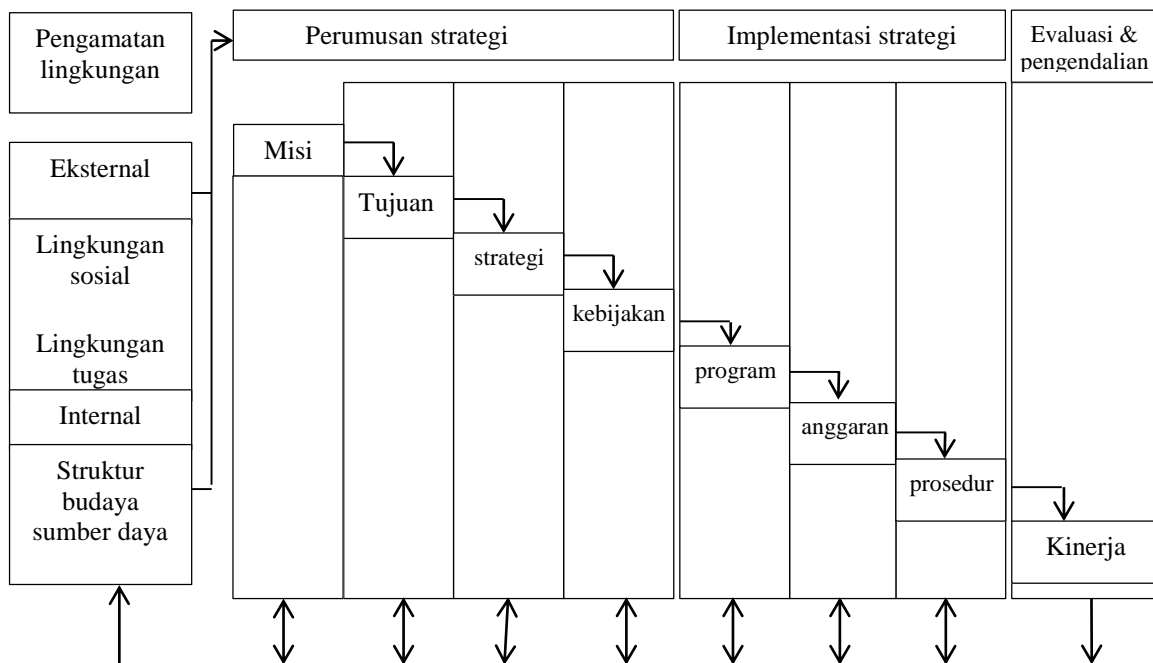 Pengamatan
lingkungan
Perumusan strategi
Implementasi strategi
Evaluasi &
pengendalian
Eksternal
Lingkungan
sosial
Lingkungan
tugas
Internal
Struktur
budaya
sumber daya
Misi
Tujuan
strategi
kebijakan
program
anggaran
prosedur
Kinerja